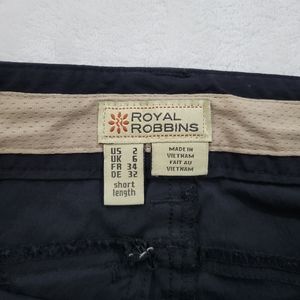 ROYAL
ROBBINS
US 2
UK 6
FR 34
DE 32
short
length
MADE IN
VIETNAM
FAIT AU
VIETNAM